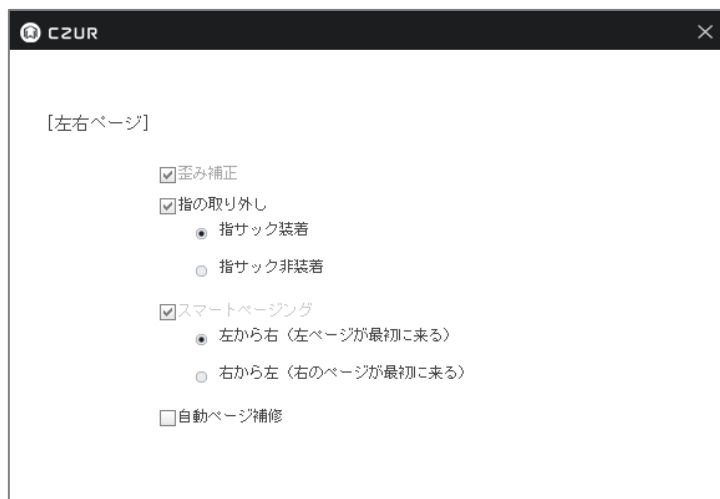 CZUR
[左右ページ]
歪み補正
指の取り外し
指サック装着
指サック非装着
スマートページング
左から右（左ページが最初に来る）
右から左（右のページが最初に来る）
自動ページ補修